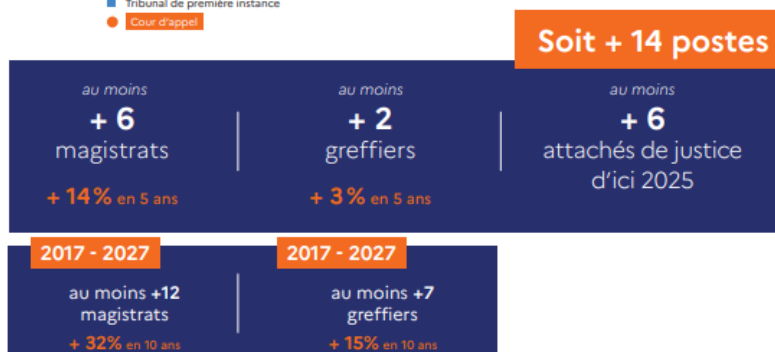 Tribunal de première instance
Cour d'appel
Soit + 14 postes
au moins
+ 6
magistrats
+ 14% en 5 ans
au moins
+ 2
greffiers
+ 3% en 5 ans
au moins
+ 6
attachés de justice
d'ici 2025
2017 - 2027
au moins +12
magistrats
+ 32% en 10 ans
2017 - 2027
au moins +7
greffiers
+ 15% en 10 ans